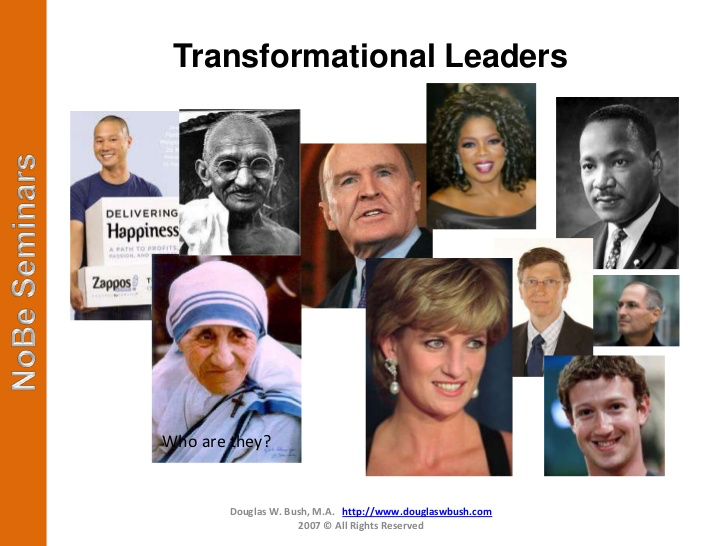 Transformational Leaders
NoBe Seminars
DELIVERING
Happiness
A PATH TO PROFITS,
PASSION, AND
Zappos
Who are they?
Douglas W. Bush, M.A. http://www.douglaswbush.com
2007 © All Rights Reserved